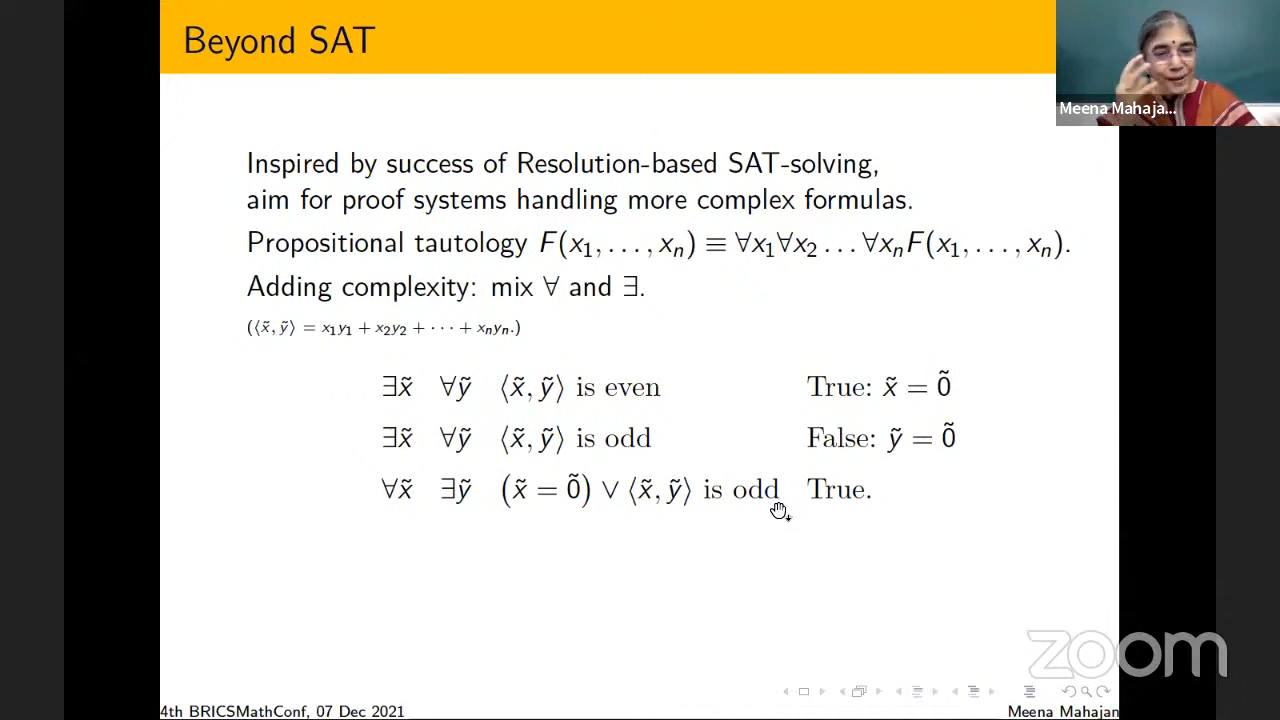 Beyond SAT
Meena Mahaja...
Inspired by success of Resolution-based SAT-solving,
aim for proof systems handling more complex formulas.
Propositional tautology F(x₁, . . . , xₙ) ≡ ∀x₁∀x₂ . . . ∀xₙF(x₁, . . . , xₙ).
Adding complexity: mix ∀ and ∃.
(⟨x̃, ỹ⟩ = x₁y₁ + x₂y₂ + · · · + xₙyₙ.)
∃x̃ ∀ỹ ⟨x̃, ỹ⟩ is even True: x̃ = 0̃
∃x̃ ∀ỹ ⟨x̃, ỹ⟩ is odd False: ỹ = 0̃
∀x̃ ∃ỹ (x̃ = 0̃) ∨ ⟨x̃, ỹ⟩ is odd True.
zoom
4th BRICSMathConf, 07 Dec 2021
Meena Mahajan